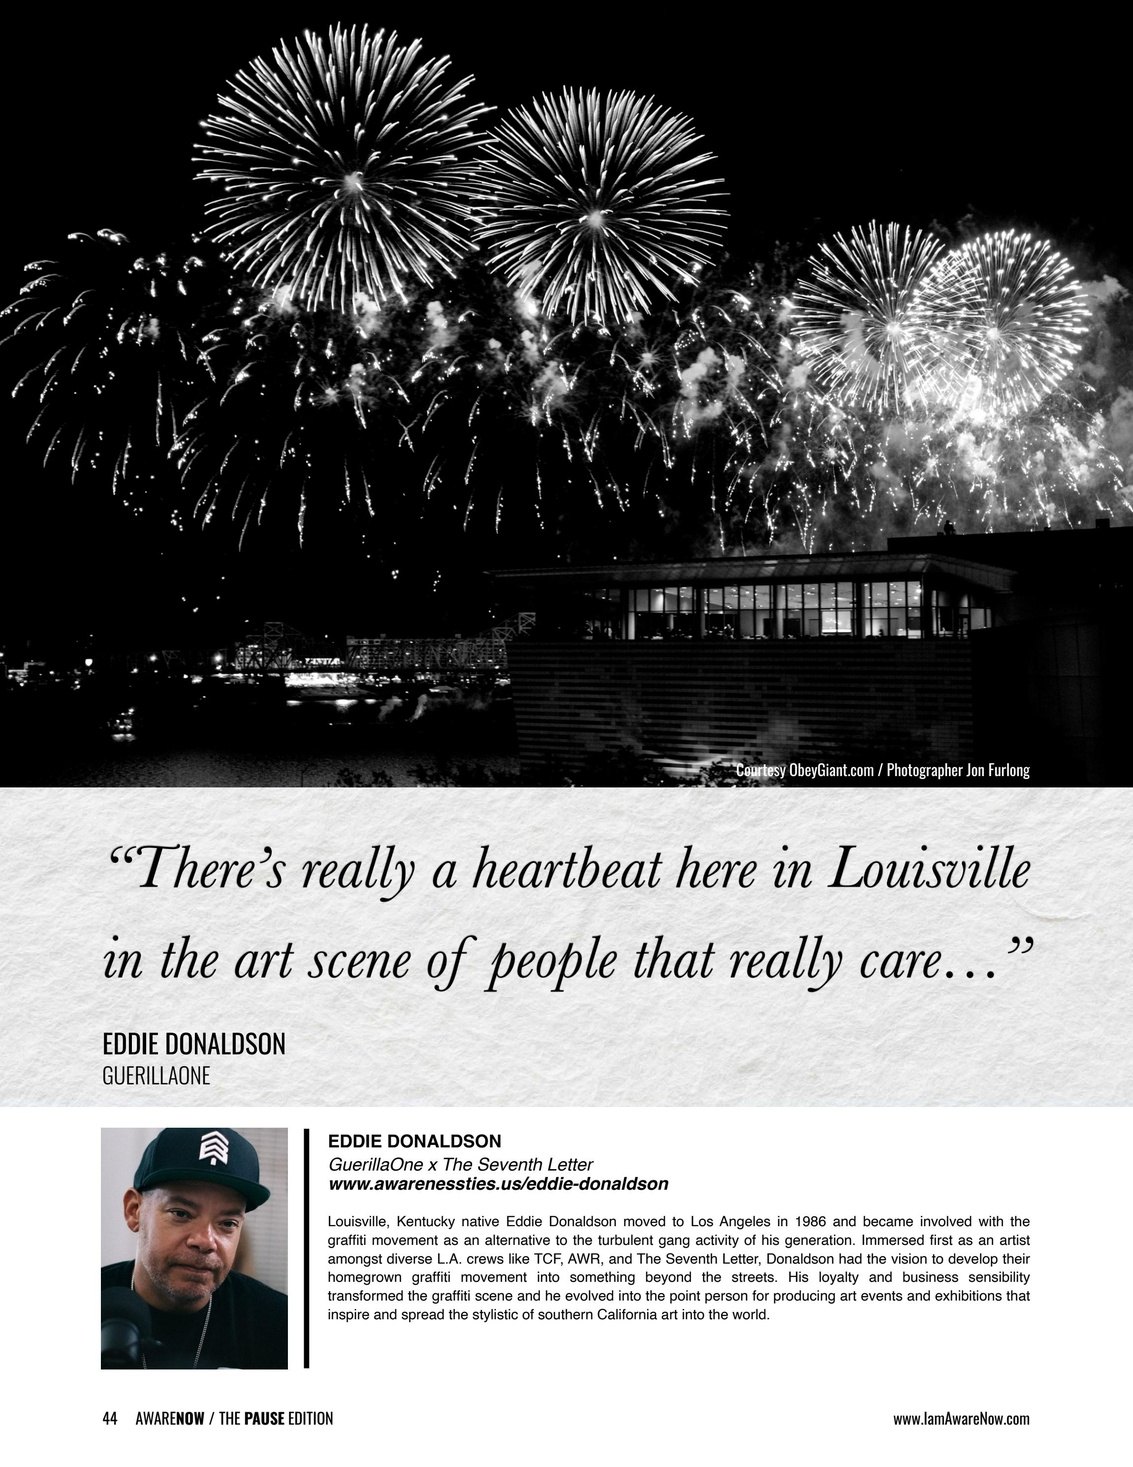 Courtesy ObeyGiant.com / Photographer Jon Furlong
“There’s really a heartbeat here in Louisville
in the art scene of people that really care…”
EDDIE DONALDSON
GUERILLAONE
EDDIE DONALDSON
GuerillaOne x The Seventh Letter
www.awarenessties.us/eddie-donaldson
Louisville, Kentucky native Eddie Donaldson moved to Los Angeles in 1986 and became involved with the
graffiti movement as an alternative to the turbulent gang activity of his generation. Immersed first as an artist
amongst diverse L.A. crews like TCF, AWR, and The Seventh Letter, Donaldson had the vision to develop their
homegrown graffiti movement into something beyond the streets. His loyalty and business sensibility
transformed the graffiti scene and he evolved into the point person for producing art events and exhibitions that
inspire and spread the stylistic of southern California art into the world.
44 AWARENOW / THE PAUSE EDITION
www.IamAwareNow.com